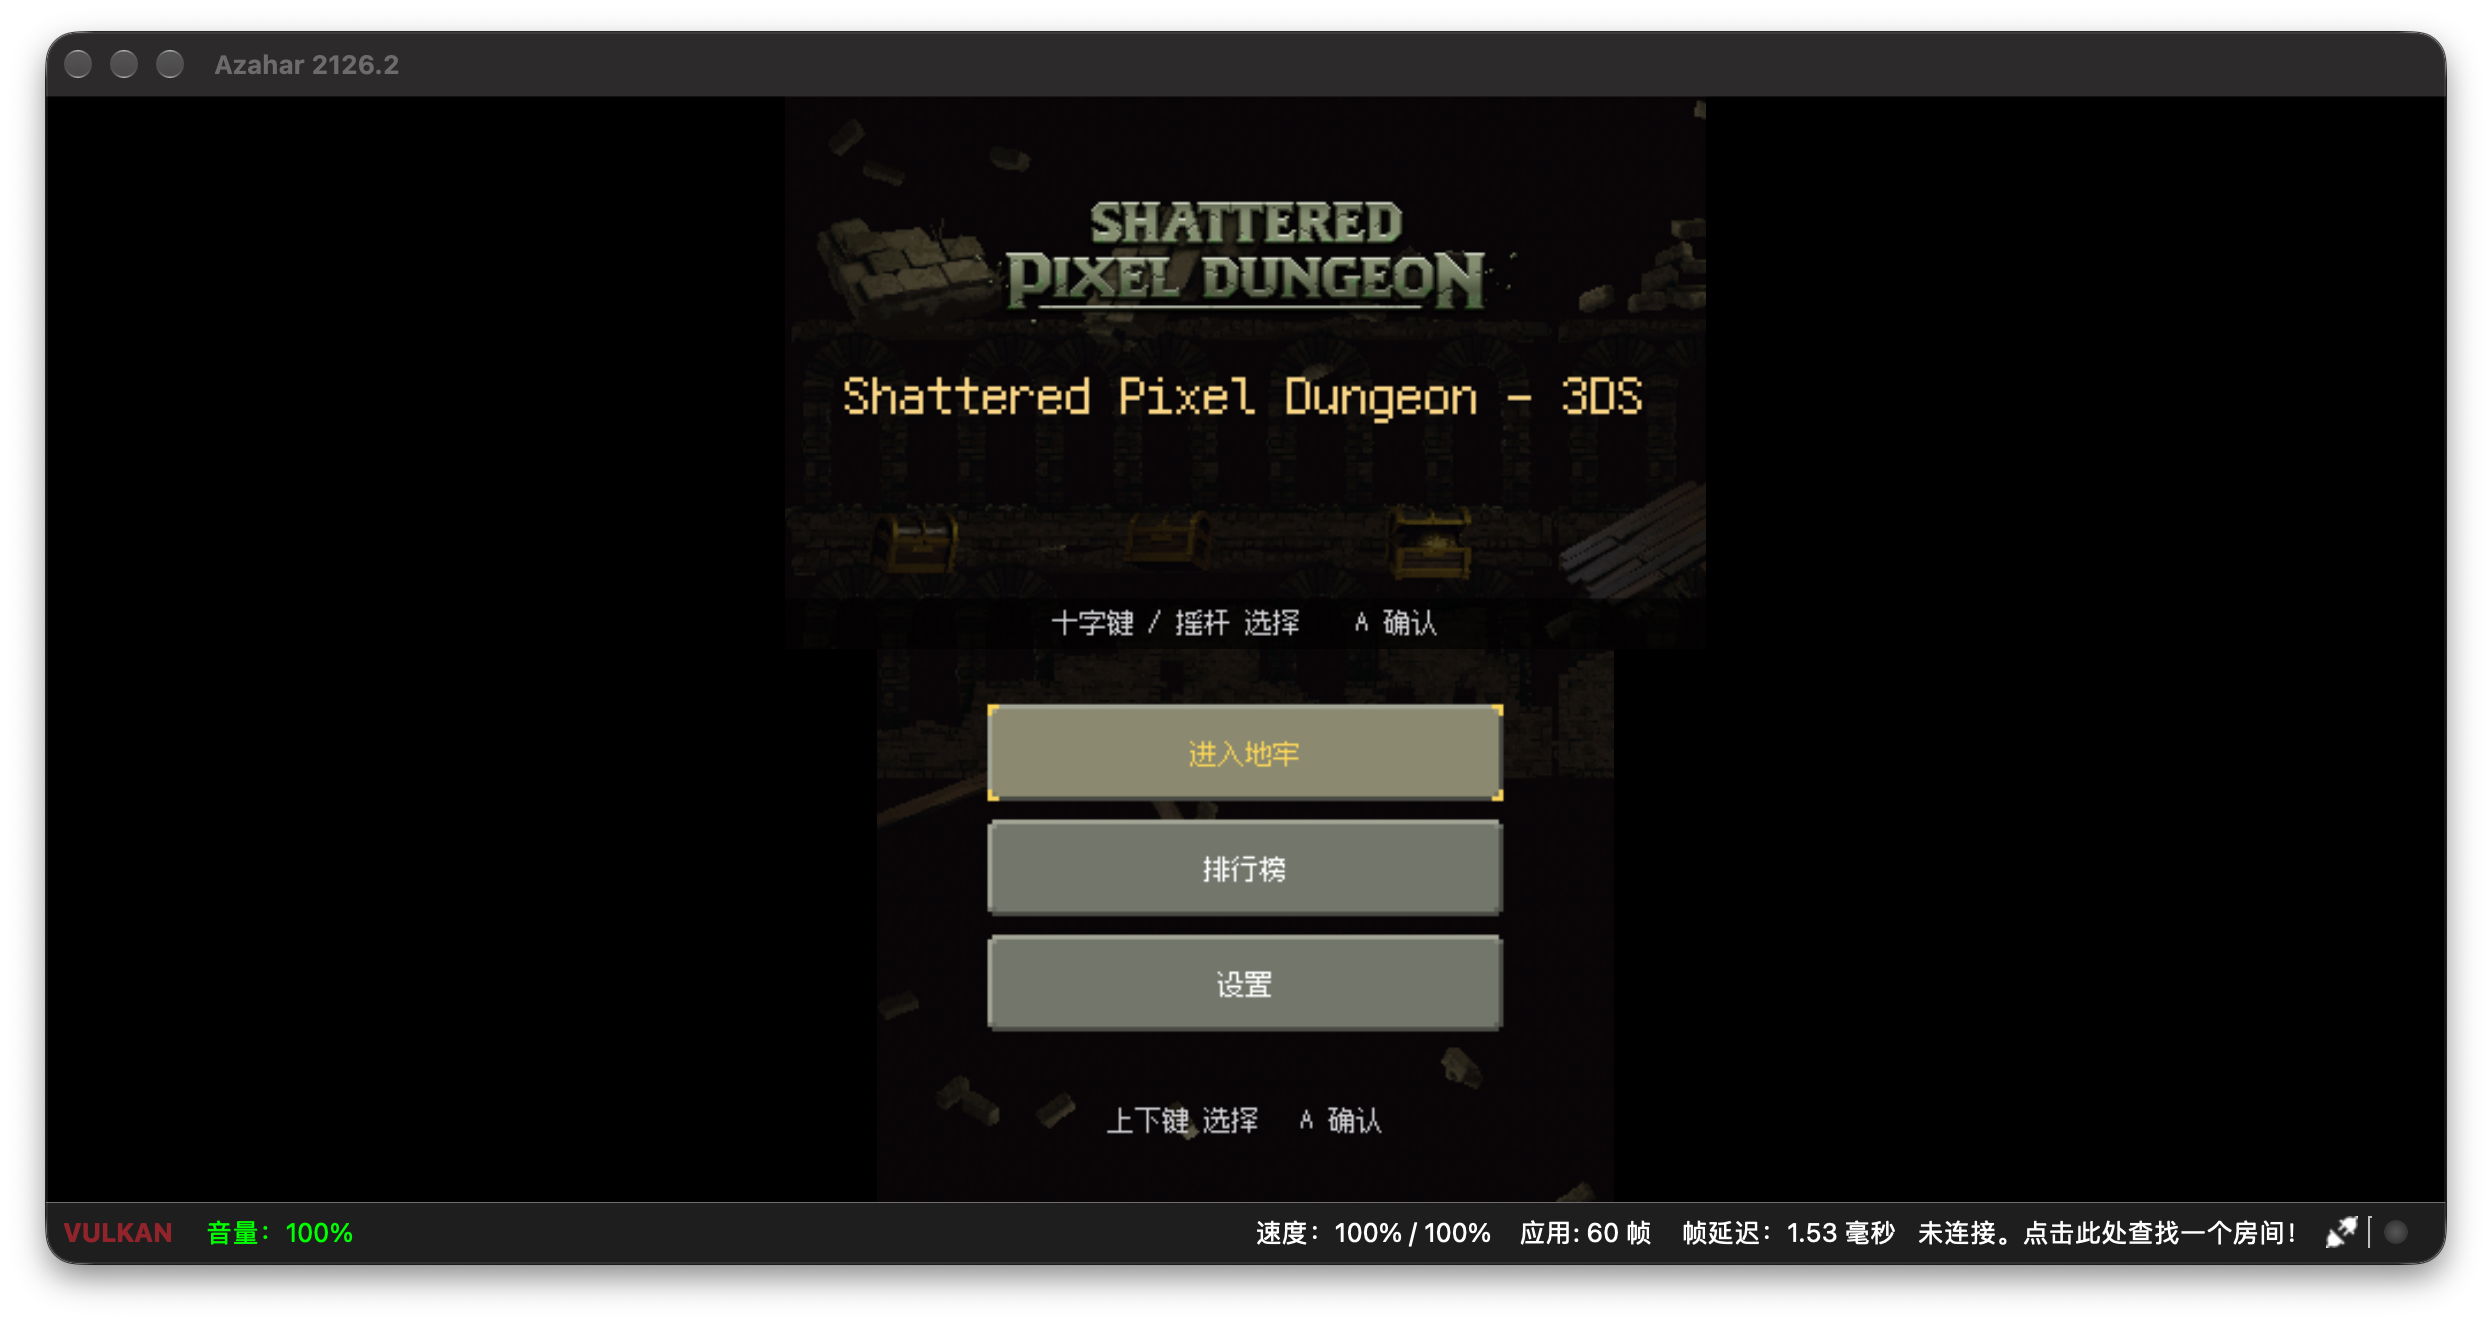 Azahar 2126.2
SHATTERED
PIXEL DUNGEON
Shattered Pixel Dungeon - 3DS
十字键 / 摇杆 选择 A 确认
进入地牢
排行榜
设置
上下键 选择 A 确认
VULKAN 音量：100% 速度：100% / 100% 应用: 60 帧 帧延迟：1.53 毫秒 未连接。点击此处查找一个房间！